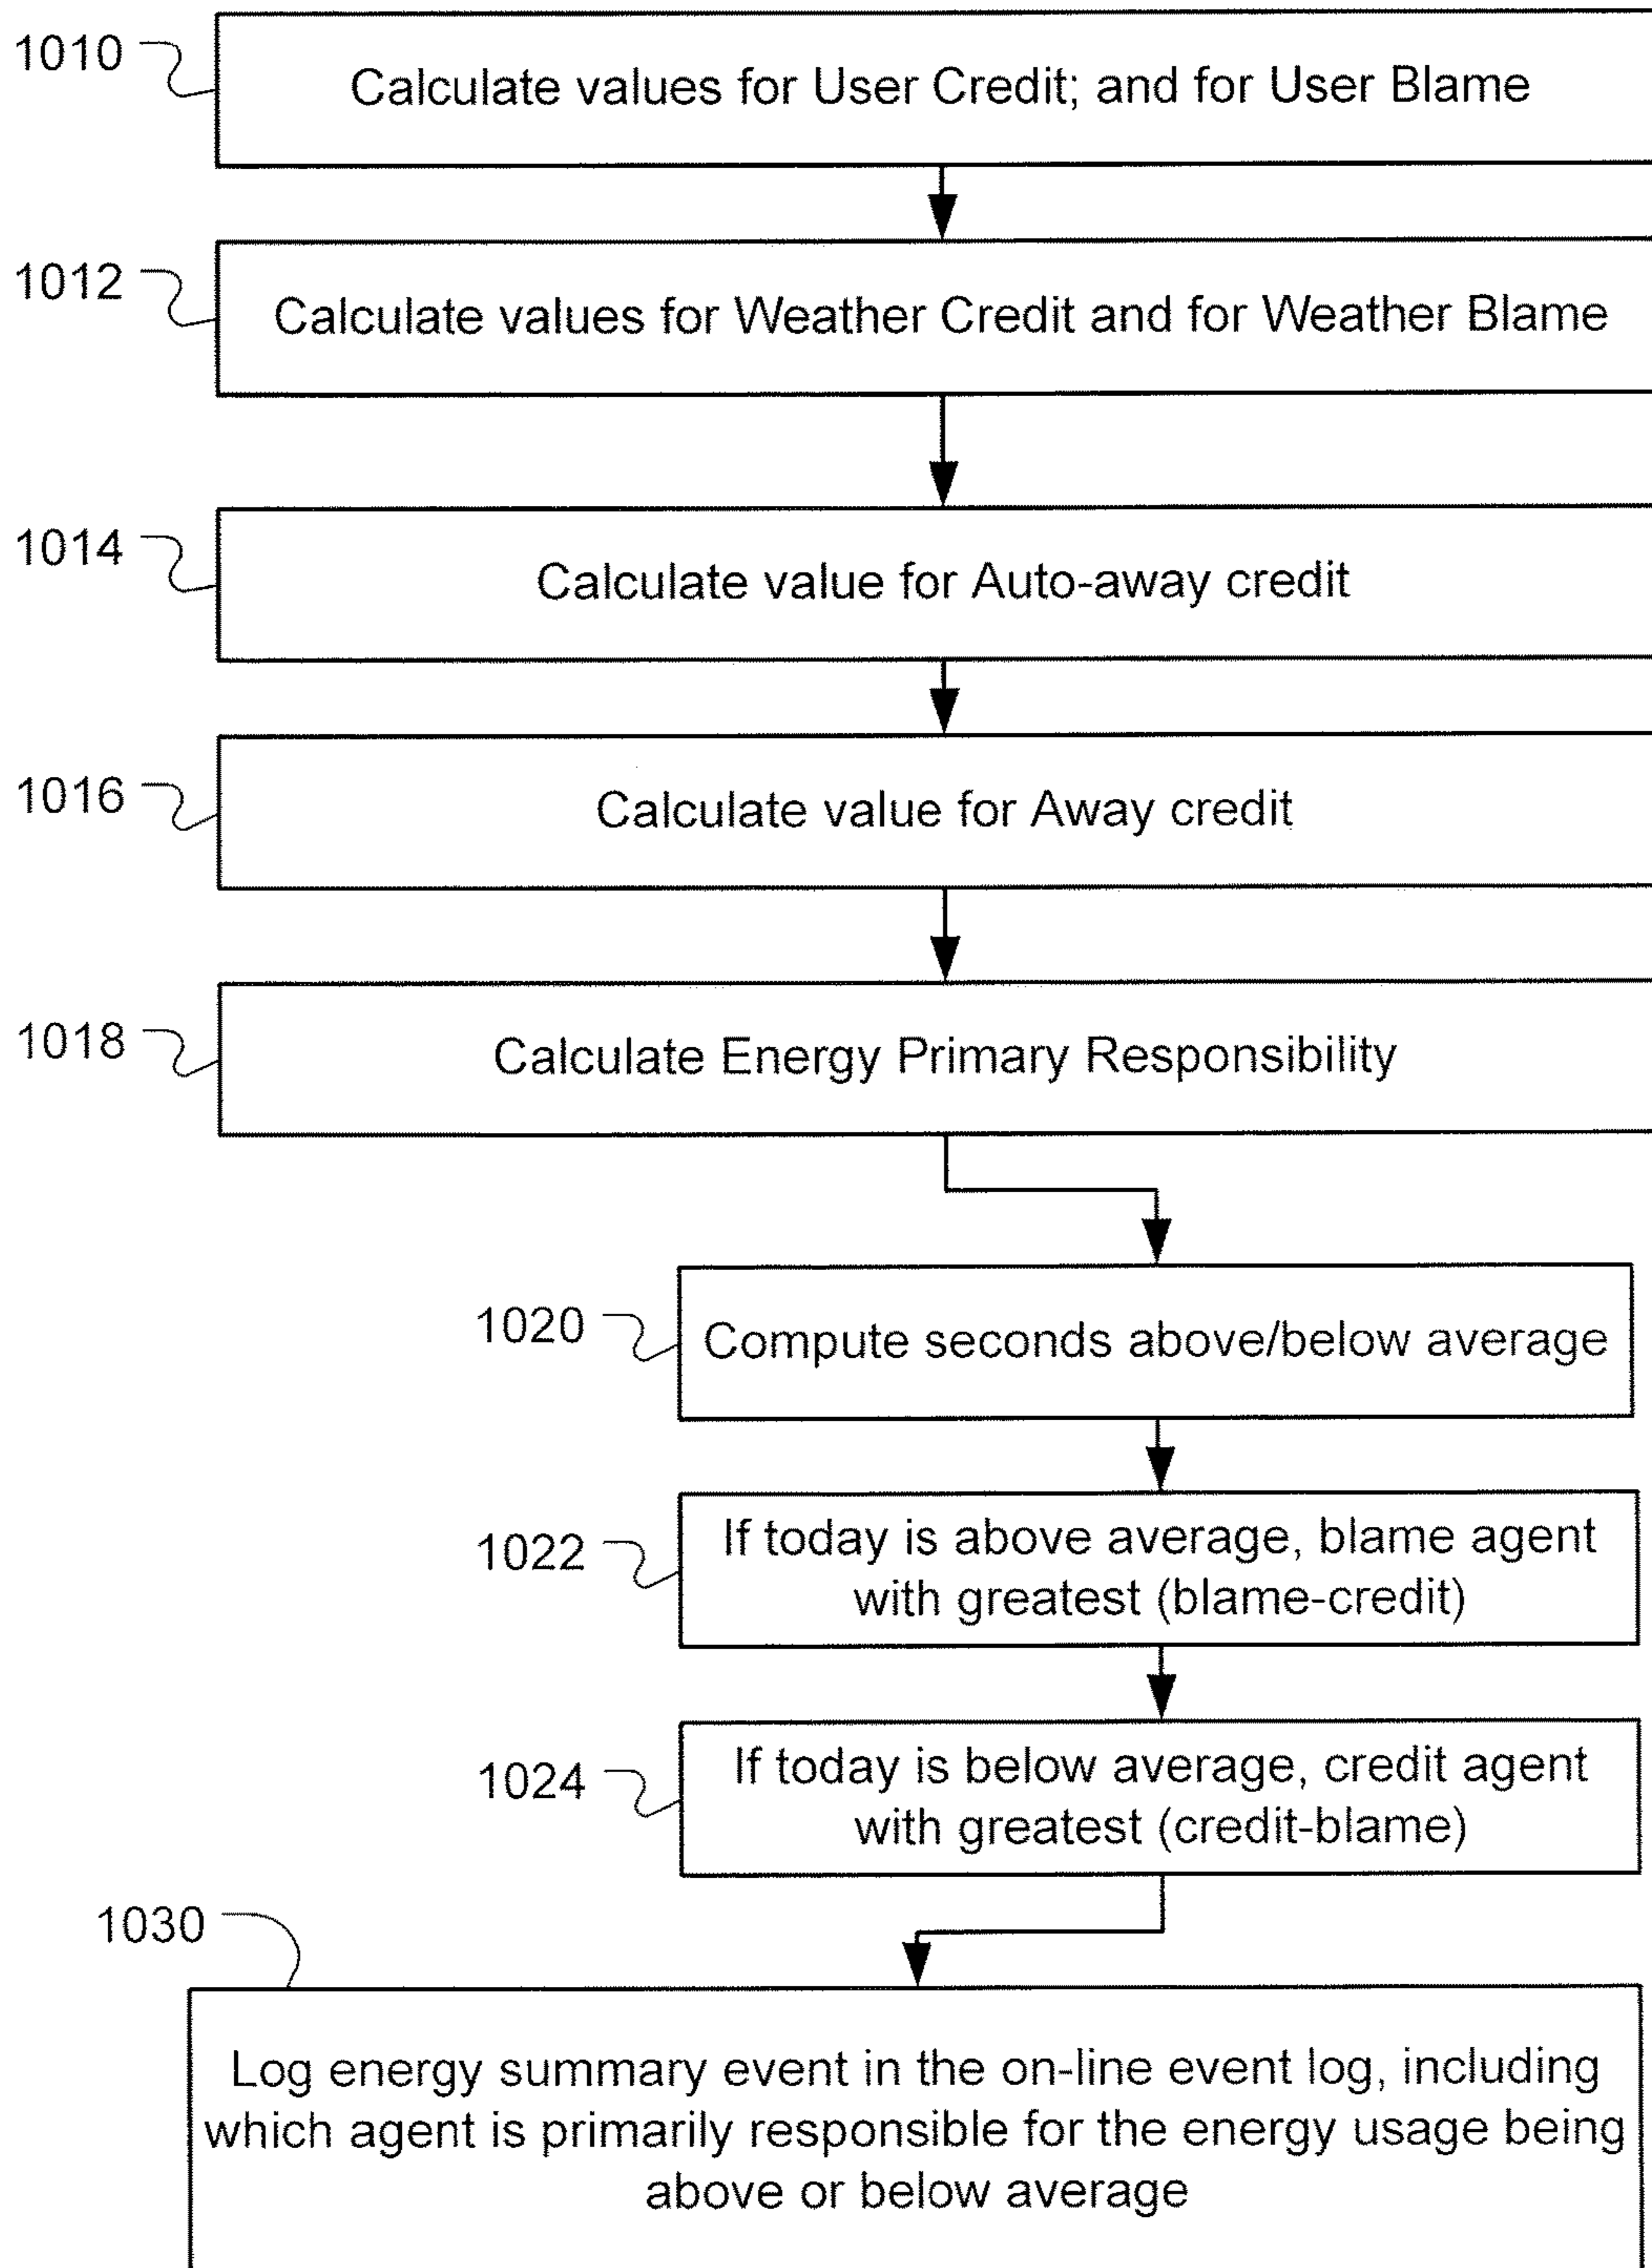 1010
Calculate values for User Credit; and for User Blame
1012
Calculate values for Weather Credit and for Weather Blame
1014
Calculate value for Auto-away credit
1016
Calculate value for Away credit
1018
Calculate Energy Primary Responsibility
1020
Compute seconds above/below average
1022
If today is above average, blame agent
with greatest (blame-credit)
1024
If today is below average, credit agent
with greatest (credit-blame)
1030
Log energy summary event in the on-line event log, including
which agent is primarily responsible for the energy usage being
above or below average